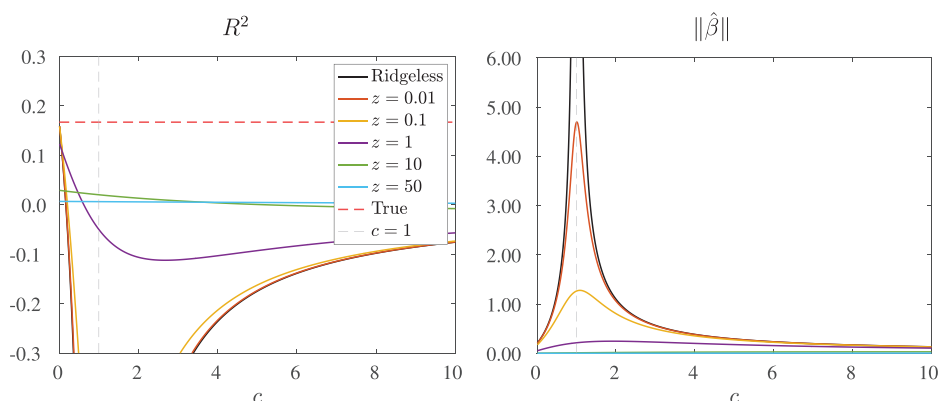 R²
0.3
0.2
0.1
0.0
-0.1
-0.2
-0.3
0
2
4
6
8
10
c
Ridgeless
z = 0.01
z = 0.1
z = 1
z = 10
z = 50
True
c = 1
‖β̂‖
6.00
5.00
4.00
3.00
2.00
1.00
0.00
0
2
4
6
8
10
c